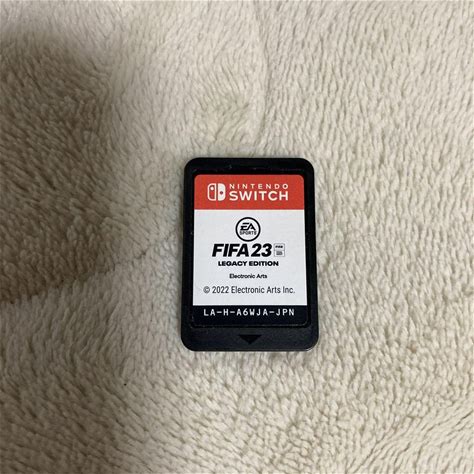 NINTENDO
SWITCH
EA
SPORTS
FIFA 23
LEGACY EDITION
Electronic Arts
© 2022 Electronic Arts Inc.
LA-H-A6WJA-JPN